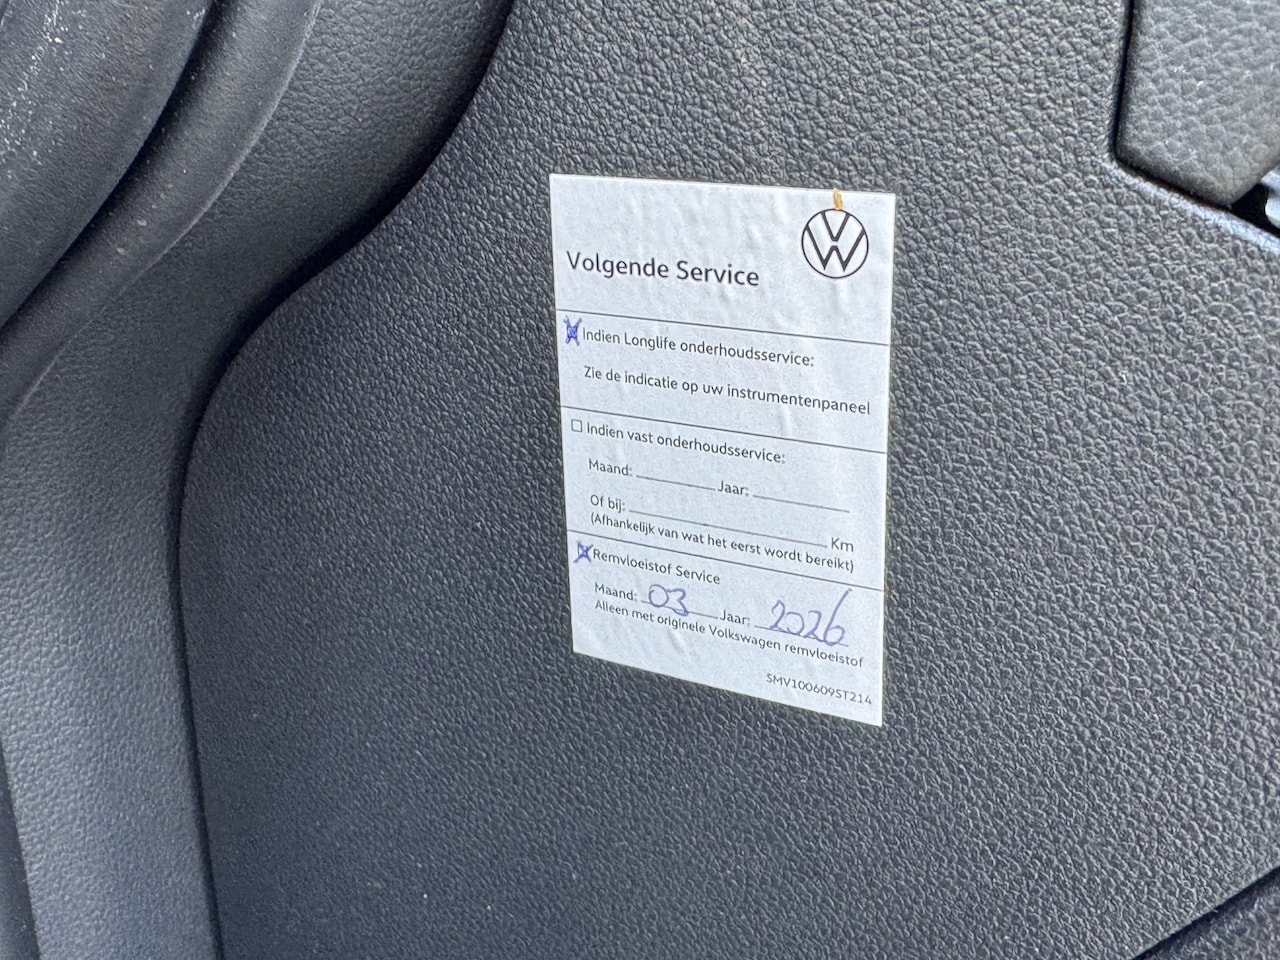 Volgende Service
Indien Longlife onderhoudsservice:
Zie de indicatie op uw instrumentenpaneel
Indien vast onderhoudsservice:
Maand: Jaar:
Of bij: Km
(Afhankelijk van wat het eerst wordt bereikt)
Remvloeistof Service
Maand: 03 Jaar: 2026
Alleen met originele Volkswagen remvloeistof
SMV100609ST214